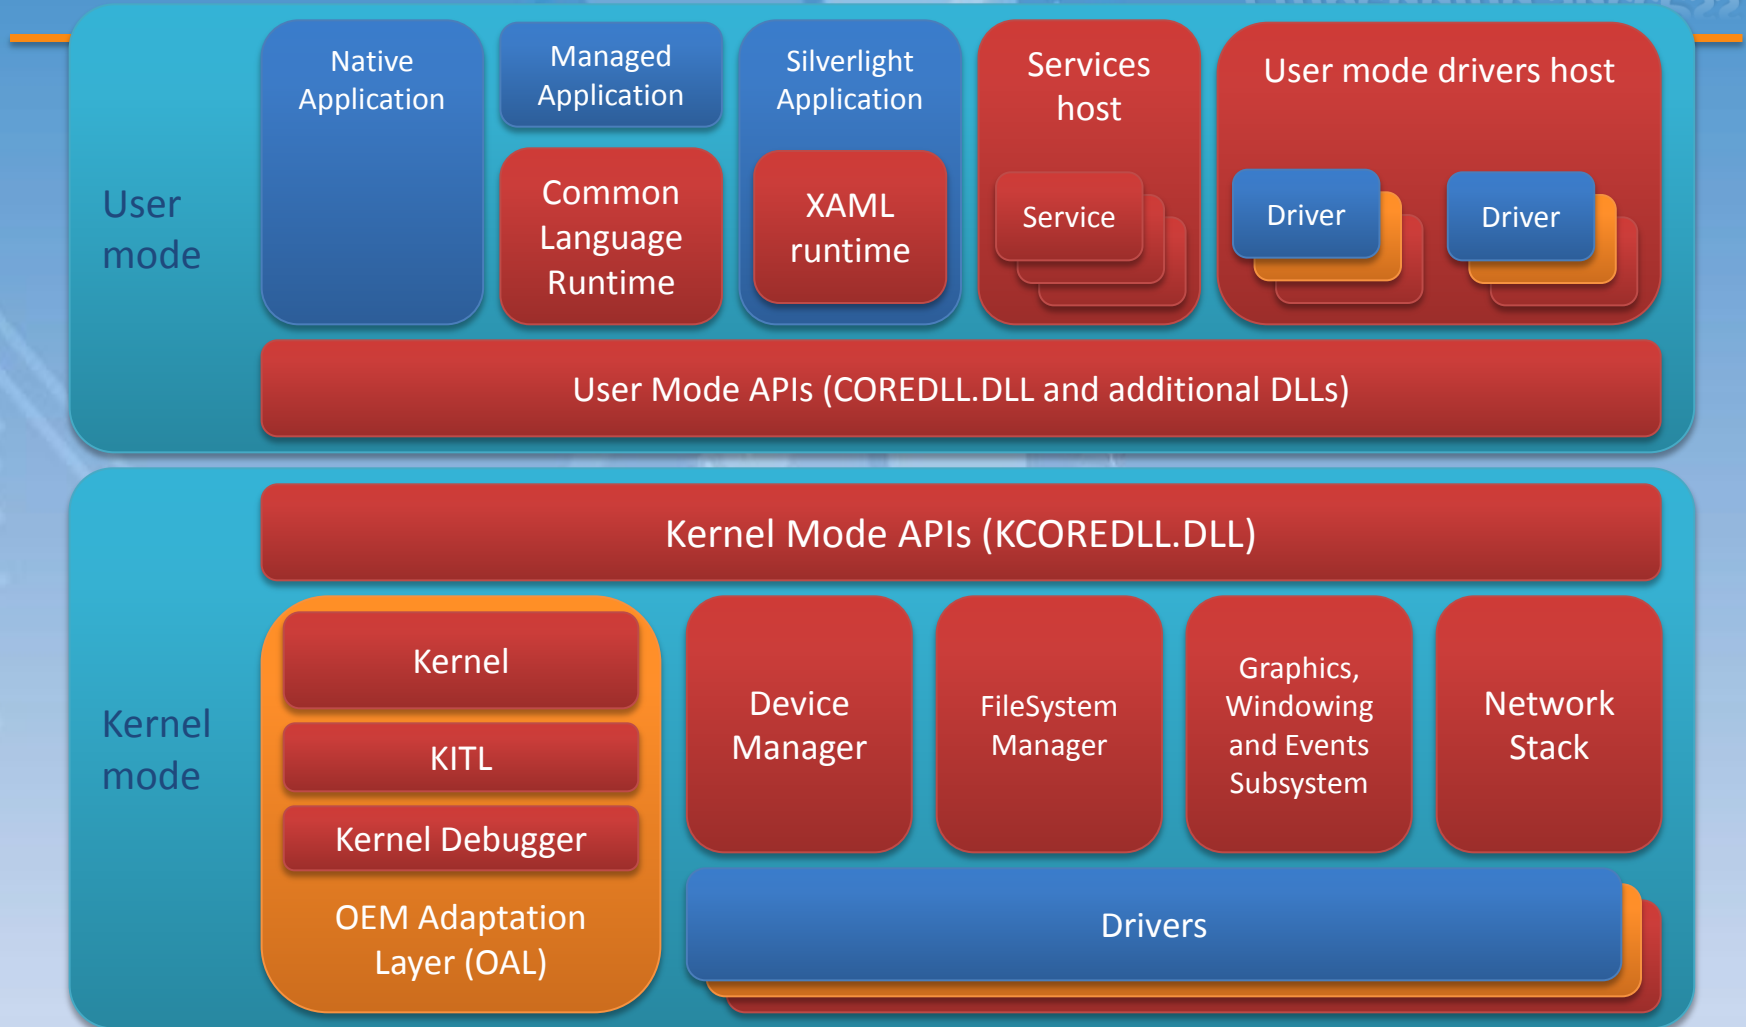 Native
Application
Managed
Application
Silverlight
Application
Services
host
User mode drivers host
User
mode
Common
Language
Runtime
XAML
runtime
Service
Driver
Driver
User Mode APIs (COREDLL.DLL and additional DLLs)
Kernel Mode APIs (KCOREDLL.DLL)
Kernel
mode
Kernel
KITL
Kernel Debugger
OEM Adaptation
Layer (OAL)
Device
Manager
FileSystem
Manager
Graphics,
Windowing
and Events
Subsystem
Network
Stack
Drivers